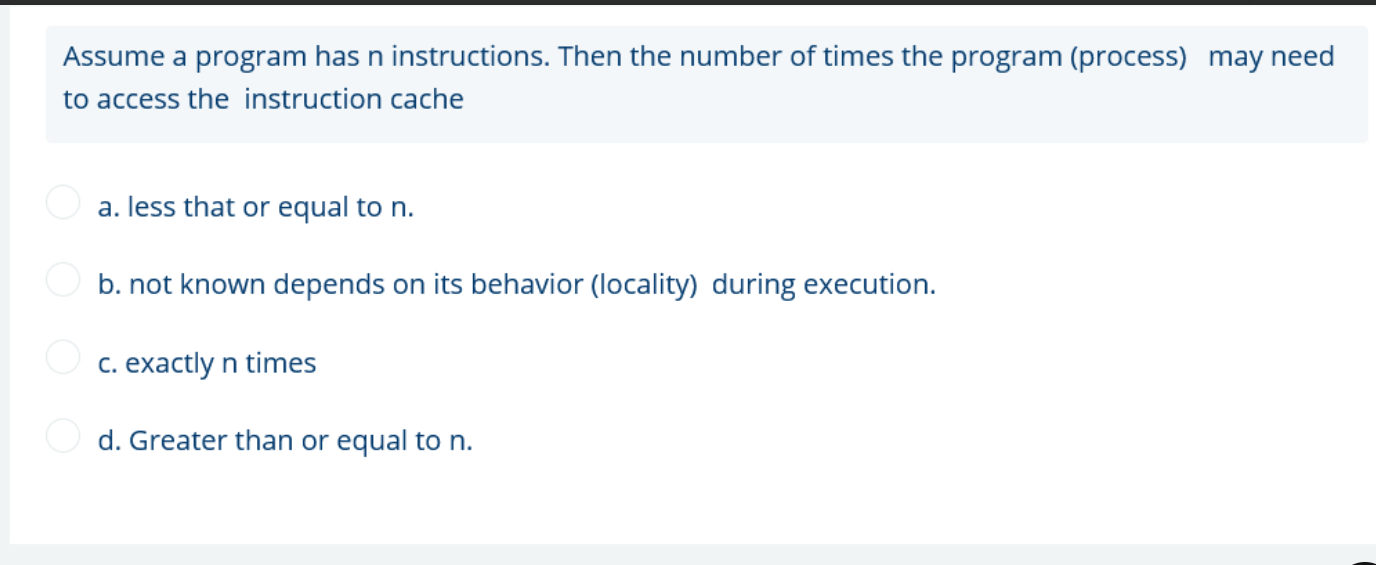 Assume a program has n instructions. Then the number of times the program (process) may need
to access the instruction cache
a. less that or equal to n.
b. not known depends on its behavior (locality) during execution.
c. exactly n times
d. Greater than or equal to n.